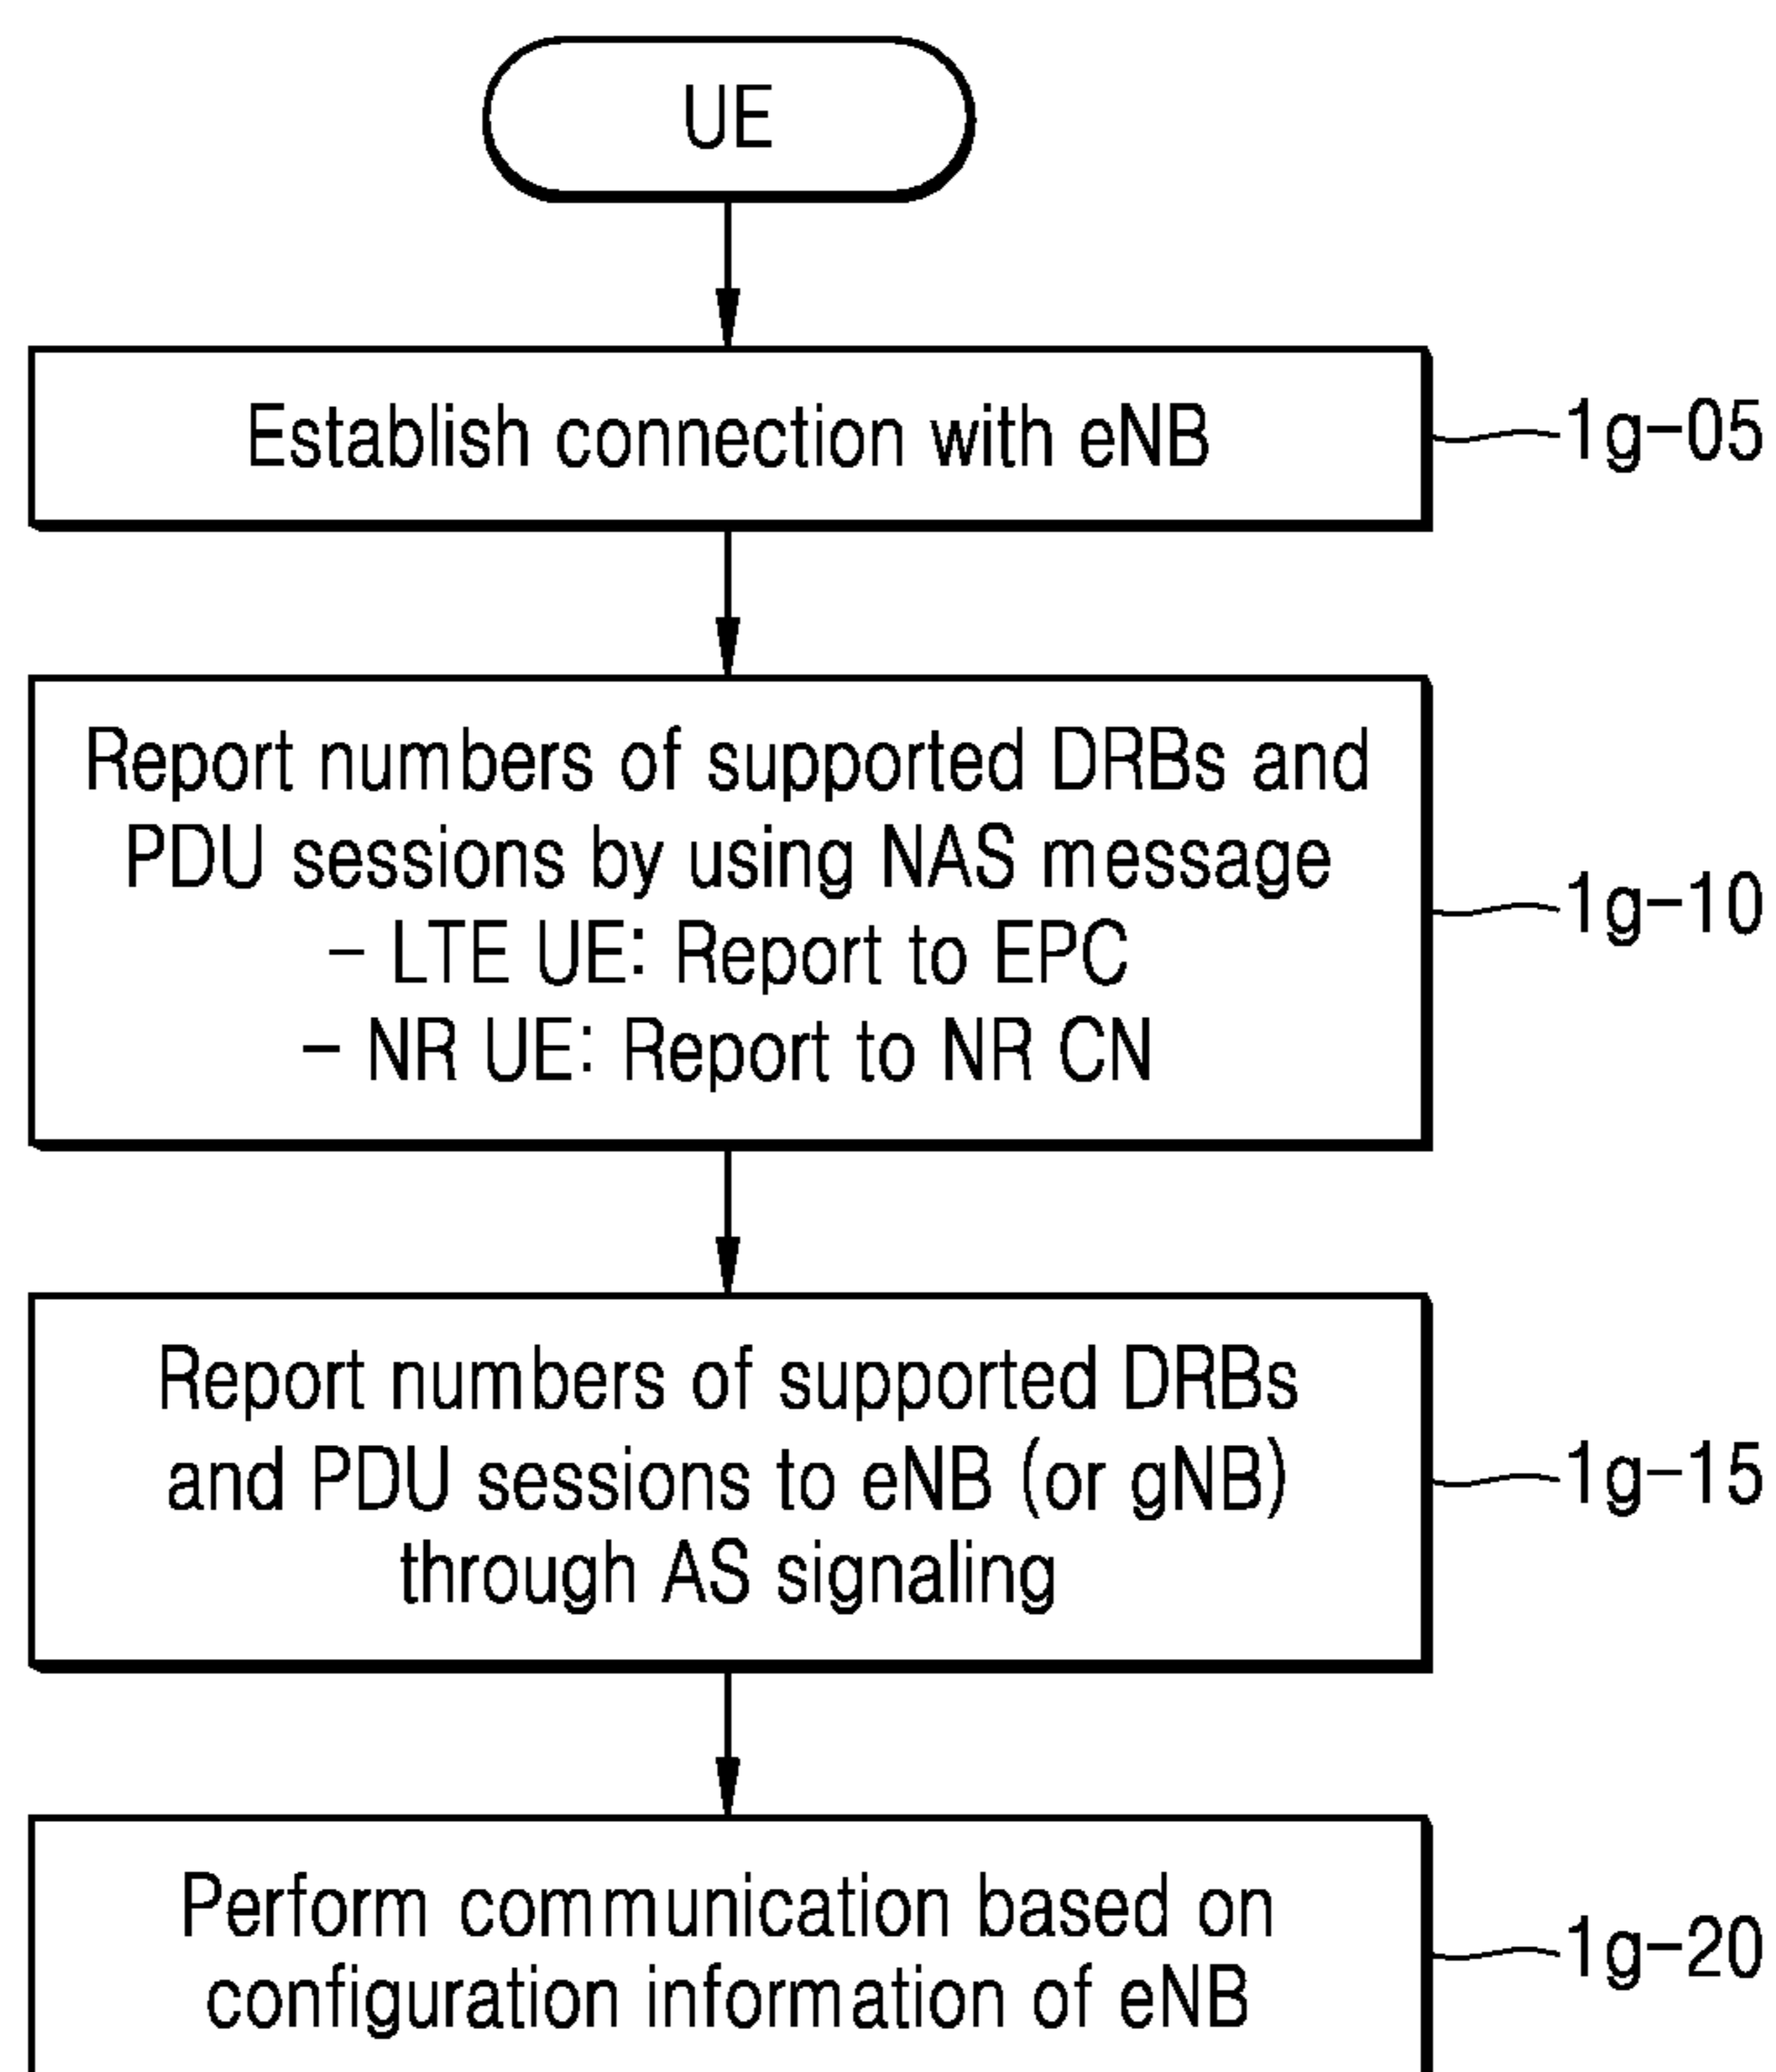 UE
Establish connection with eNB
1g-05
Report numbers of supported DRBs and
PDU sessions by using NAS message
- LTE UE: Report to EPC
- NR UE: Report to NR CN
1g-10
Report numbers of supported DRBs
and PDU sessions to eNB (or gNB)
through AS signaling
1g-15
Perform communication based on
configuration information of eNB
1g-20